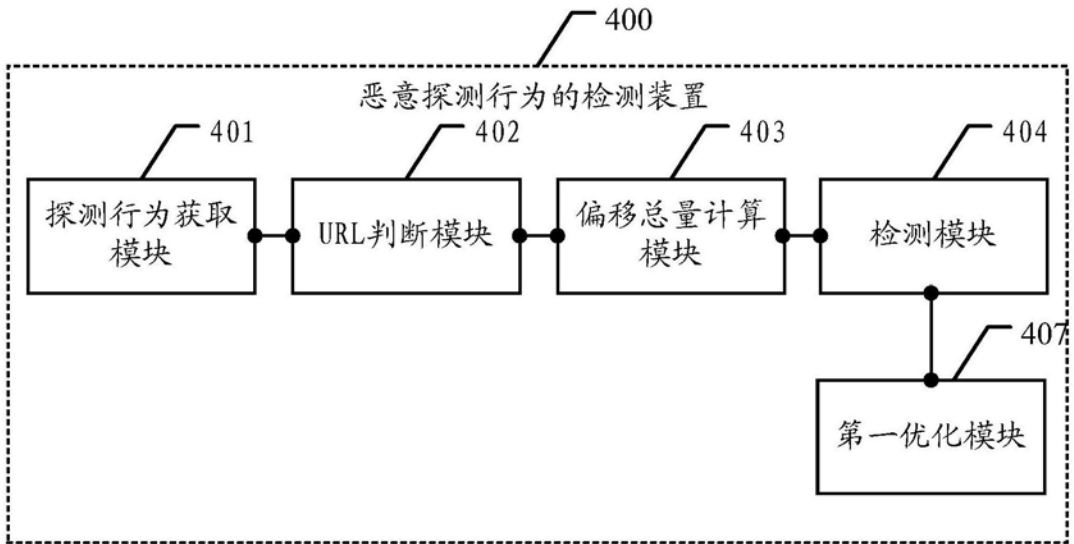 400
恶意探测行为的检测装置
401
402
403
404
探测行为获取
模块
URL判断模块
偏移总量计算
模块
检测模块
407
第一优化模块